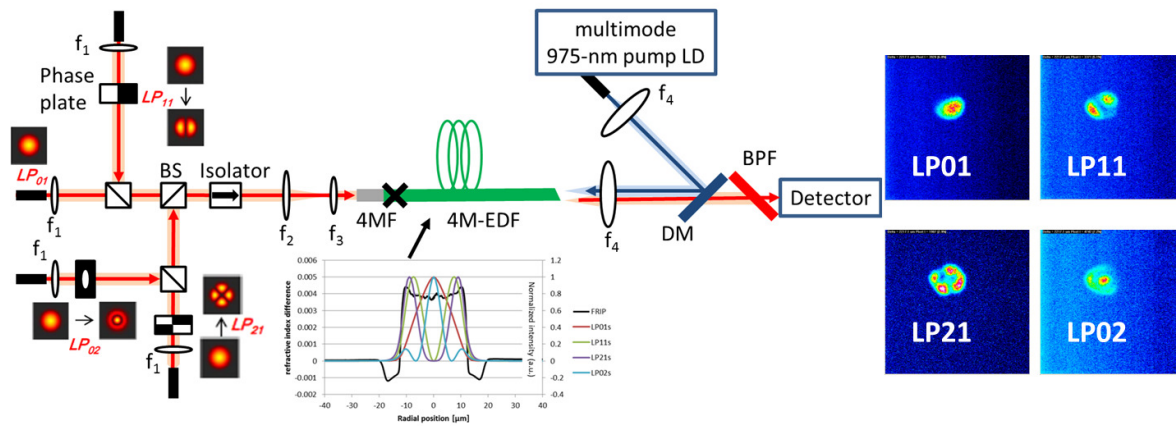 f1
Phase
plate
LP11
LP01
f1
BS
Isolator
f2
f3
4MF
4M-EDF
multimode
975-nm pump LD
f4
f4
DM
BPF
Detector
f1
LP02
LP21
f1
refractive index difference
0.006
0.005
0.004
0.003
0.002
0.001
0
-0.001
-0.002
-40
-30
-20
-10
0
10
20
30
40
Radial position [µm]
1.2
1
0.8
0.6
0.4
0.2
0
-0.2
-0.4
Normalized intensity (a.u.)
FRIP
LP01s
LP11s
LP21s
LP02s
LP01
LP11
LP21
LP02